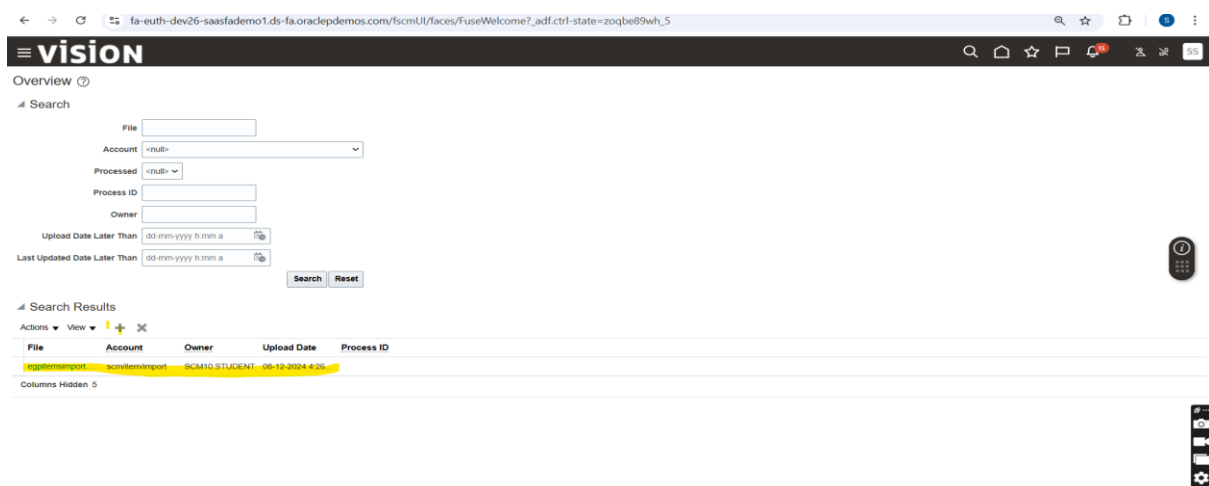 fa-euth-dev26-saasfademo1.ds-fa.oraclepdemos.com/fscmUI/faces/FuseWelcome?_adf.ctrl-state=zoqbe89wh_5
S
vision
15
SS
Overview
Search
File
Account <null>
Processed <null>
Process ID
Owner
Upload Date Later Than dd-mm-yyyy h:mm a
Last Updated Date Later Than dd-mm-yyyy h:mm a
Search Reset
Search Results
Actions View
File Account Owner Upload Date Process ID
egpitemsimport... scm/item/import SCM10.STUDENT 08-12-2024 4:26...
Columns Hidden 5